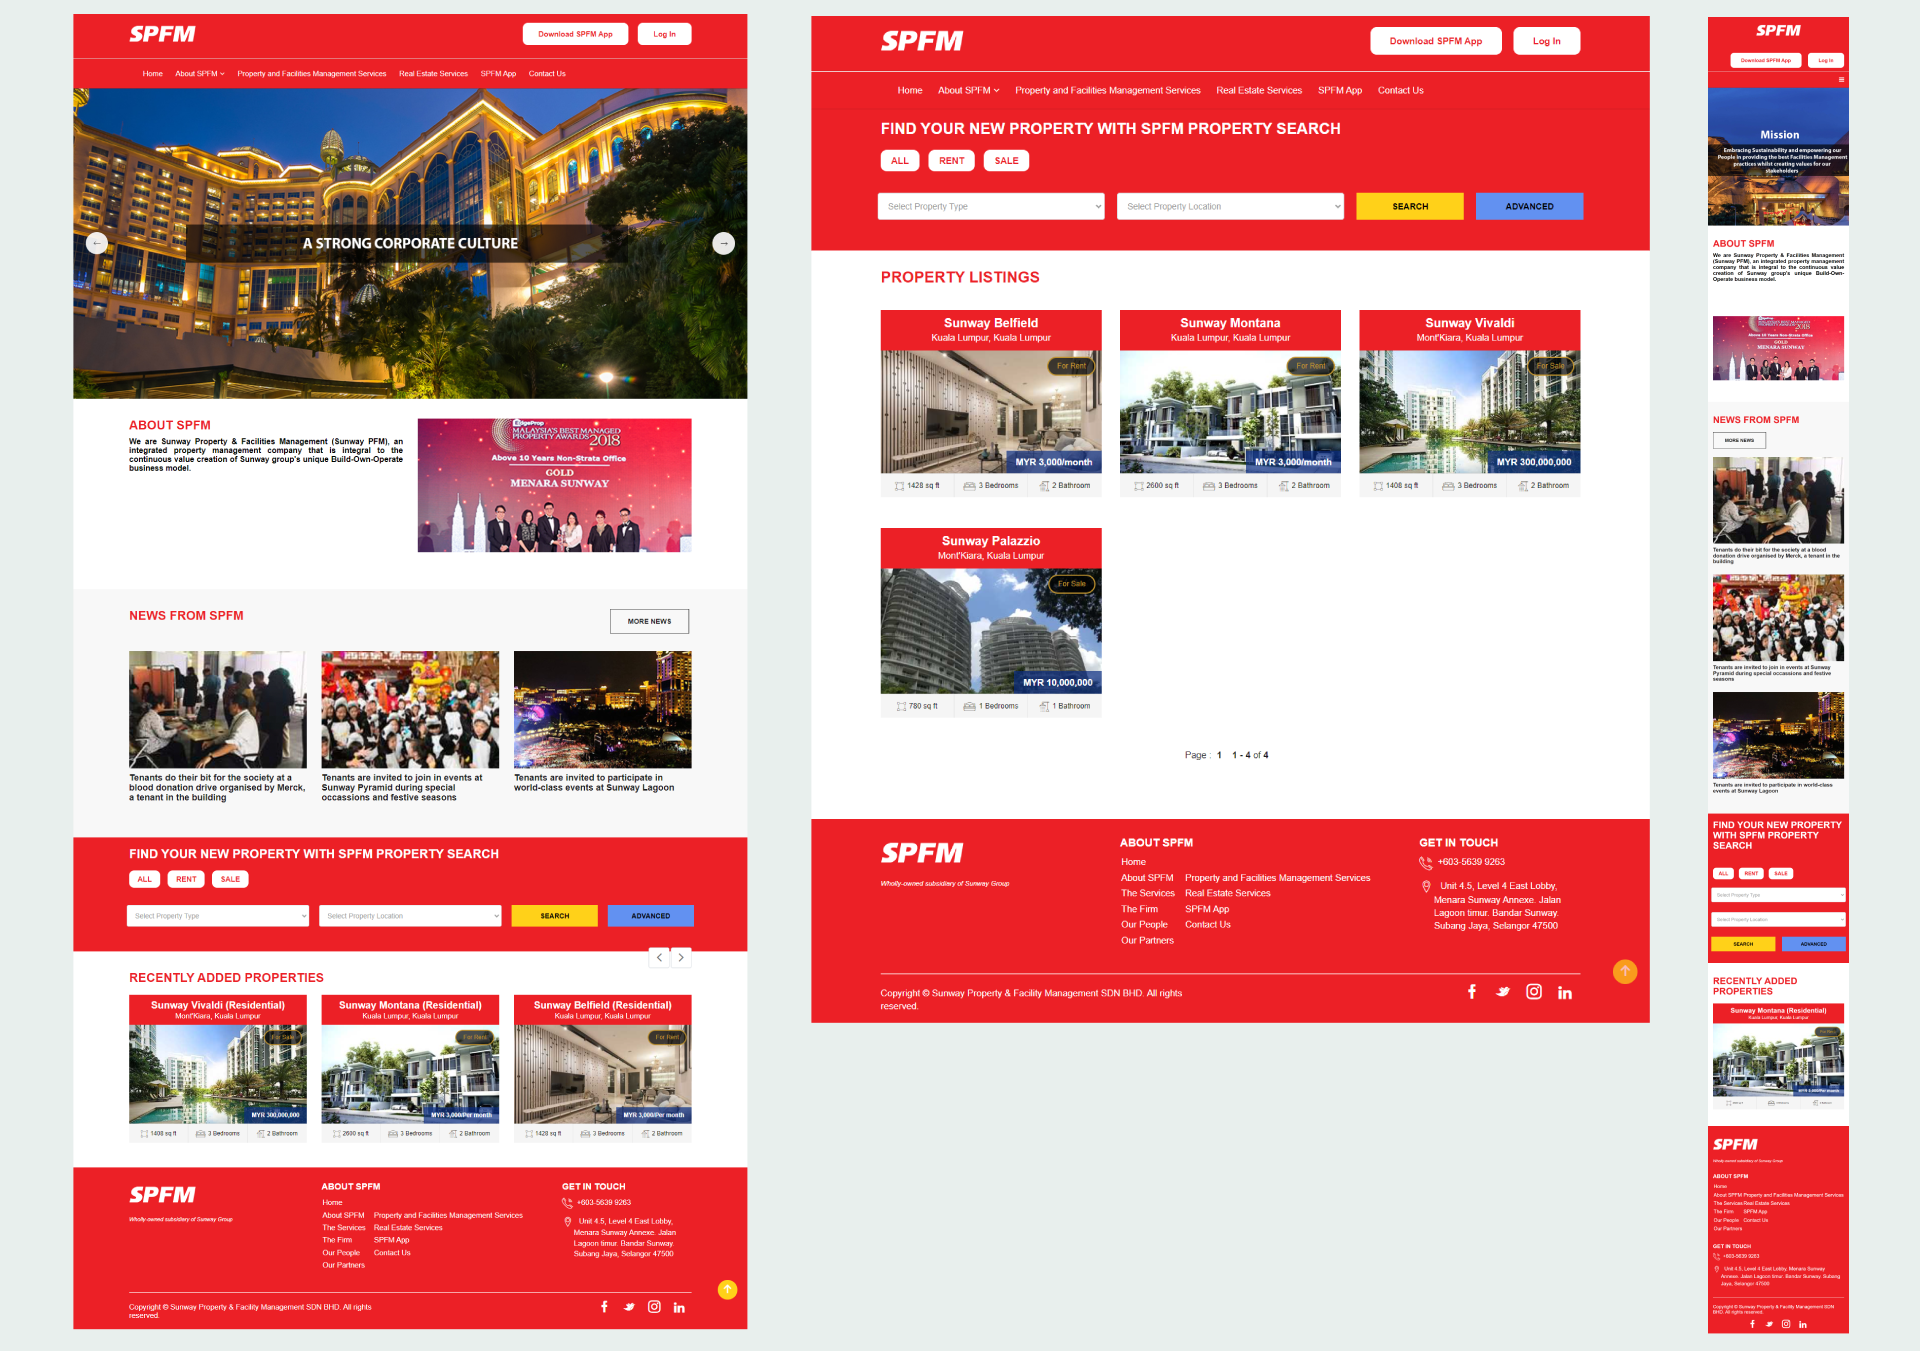 SPFM
Download SPFM App
Log In
Home
About SPFM
Property and Facilities Management Services
Real Estate Services
SPFM App
Contact Us
A STRONG CORPORATE CULTURE
ABOUT SPFM
We are Sunway Property & Facilities Management (Sunway PFM), an
integrated property management company that is integral to the
continuous value creation of Sunway group's unique Build-Own-Operate
business model.
EdgeProp
MALAYSIA'S BEST MANAGED
PROPERTY AWARDS 2018
Above 10 Years Non-Strata Office
GOLD
MENARA SUNWAY
NEWS FROM SPFM
MORE NEWS
Tenants do their bit for the society at a
blood donation drive organised by Merck,
a tenant in the building
Tenants are invited to join in events at
Sunway Pyramid during special
occassions and festive seasons
Tenants are invited to participate in
world-class events at Sunway Lagoon
FIND YOUR NEW PROPERTY WITH SPFM PROPERTY SEARCH
ALL
RENT
SALE
Select Property Type
Select Property Location
SEARCH
ADVANCED
RECENTLY ADDED PROPERTIES
Sunway Vivaldi (Residential)
Mont'Kiara, Kuala Lumpur
For Sale
MYR 300,000,000
1408 sq ft
3 Bedrooms
2 Bathroom
Sunway Montana (Residential)
Kuala Lumpur, Kuala Lumpur
For Rent
MYR 3,000/Per month
2600 sq ft
3 Bedrooms
2 Bathroom
Sunway Belfield (Residential)
Kuala Lumpur, Kuala Lumpur
For Rent
MYR 3,000/Per month
1428 sq ft
3 Bedrooms
2 Bathroom
SPFM
Wholly-owned subsidiary of Sunway Group
ABOUT SPFM
Home
About SPFM
The Services
The Firm
Our People
Our Partners
Property and Facilities Management Services
Real Estate Services
SPFM App
Contact Us
GET IN TOUCH
+603-5639 9263
Unit 4.5, Level 4 East Lobby,
Menara Sunway Annexe. Jalan
Lagoon timur. Bandar Sunway.
Subang Jaya, Selangor 47500
Copyright © Sunway Property & Facility Management SDN BHD. All rights
reserved.
SPFM
Download SPFM App
Log In
Home
About SPFM
Property and Facilities Management Services
Real Estate Services
SPFM App
Contact Us
FIND YOUR NEW PROPERTY WITH SPFM PROPERTY SEARCH
ALL
RENT
SALE
Select Property Type
Select Property Location
SEARCH
ADVANCED
PROPERTY LISTINGS
Sunway Belfield
Kuala Lumpur, Kuala Lumpur
For Rent
MYR 3,000/month
1428 sq ft
3 Bedrooms
2 Bathroom
Sunway Montana
Kuala Lumpur, Kuala Lumpur
For Rent
MYR 3,000/month
2600 sq ft
3 Bedrooms
2 Bathroom
Sunway Vivaldi
Mont'Kiara, Kuala Lumpur
For Sale
MYR 300,000,000
1408 sq ft
3 Bedrooms
2 Bathroom
Sunway Palazzio
Mont'Kiara, Kuala Lumpur
For Sale
MYR 10,000,000
780 sq ft
1 Bedrooms
1 Bathroom
Page : 1 1 - 4 of 4
SPFM
Wholly-owned subsidiary of Sunway Group
ABOUT SPFM
Home
About SPFM
The Services
The Firm
Our People
Our Partners
Property and Facilities Management Services
Real Estate Services
SPFM App
Contact Us
GET IN TOUCH
+603-5639 9263
Unit 4.5, Level 4 East Lobby,
Menara Sunway Annexe. Jalan
Lagoon timur. Bandar Sunway.
Subang Jaya, Selangor 47500
Copyright © Sunway Property & Facility Management SDN BHD. All rights
reserved.
SPFM
Download SPFM App
Log In
Mission
Embracing Sustainability and empowering our
People in providing the best Facilities Management
practices whilst creating values for our
stakeholders
ABOUT SPFM
We are Sunway Property & Facilities Management
(Sunway PFM), an integrated property management
company that is integral to the continuous value
creation of Sunway group's unique Build-Own-
Operate business model.
2018
Above 10 Years Non-Strata Office
GOLD
MENARA SUNWAY
NEWS FROM SPFM
MORE NEWS
Tenants do their bit for the society at a blood
donation drive organised by Merck, a tenant in the
building
Tenants are invited to join in events at Sunway
Pyramid during special occassions and festive
seasons
Tenants are invited to participate in world-class
events at Sunway Lagoon
FIND YOUR NEW PROPERTY
WITH SPFM PROPERTY
SEARCH
ALL
RENT
SALE
Select Property Type
Select Property Location
SEARCH
ADVANCED
RECENTLY ADDED
PROPERTIES
Sunway Montana (Residential)
Kuala Lumpur, Kuala Lumpur
For Rent
MYR 3,000/Per month
SPFM
Wholly-owned subsidiary of Sunway Group
ABOUT SPFM
Home
About SPFM Property and Facilities Management Services
The Services Real Estate Services
The Firm SPFM App
Our People Contact Us
Our Partners
GET IN TOUCH
+603-5639 9263
Unit 4.5, Level 4 East Lobby. Menara Sunway
Annexe. Jalan Lagoon timur. Bandar Sunway. Subang
Jaya, Selangor 47500
Copyright © Sunway Property & Facility Management SDN
BHD. All rights reserved.